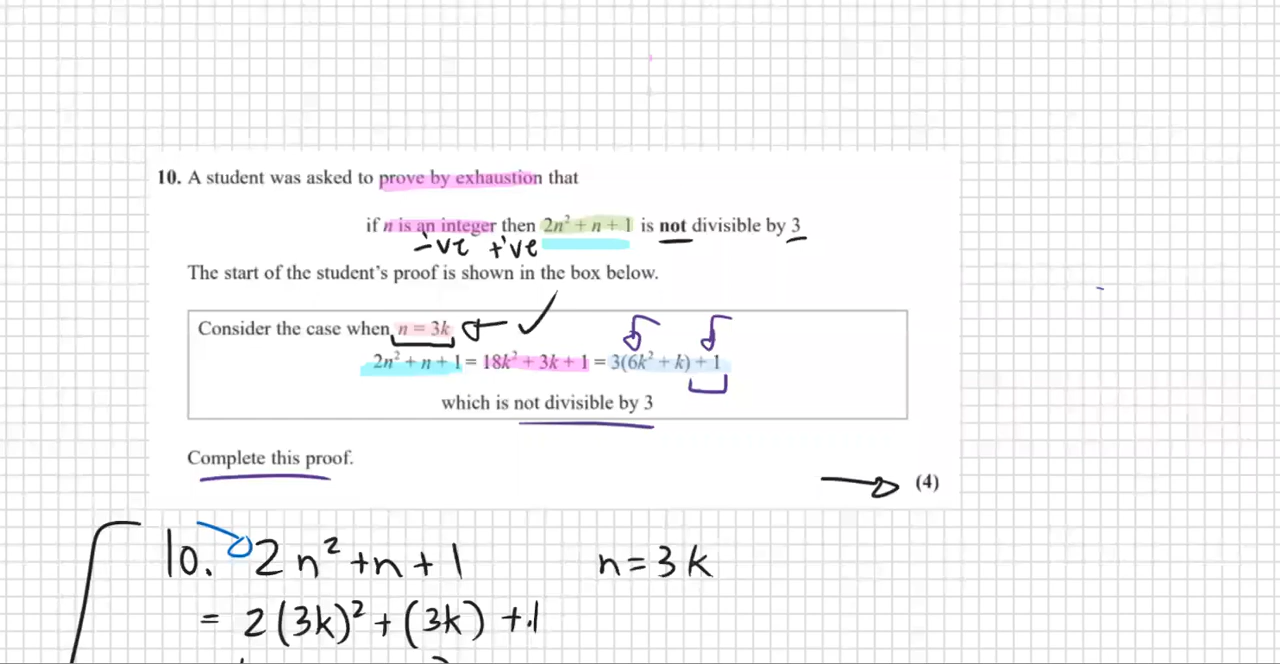 10. A student was asked to prove by exhaustion that
if n is an integer then 2n² + n + 1 is not divisible by 3
-ve +'ve
The start of the student's proof is shown in the box below.
Consider the case when n = 3k
2n² + n + 1 = 18k² + 3k + 1 = 3(6k² + k) + 1
which is not divisible by 3
Complete this proof.
(4)
10. 2n² + n + 1 n = 3k
= 2(3k)² + (3k) + 1